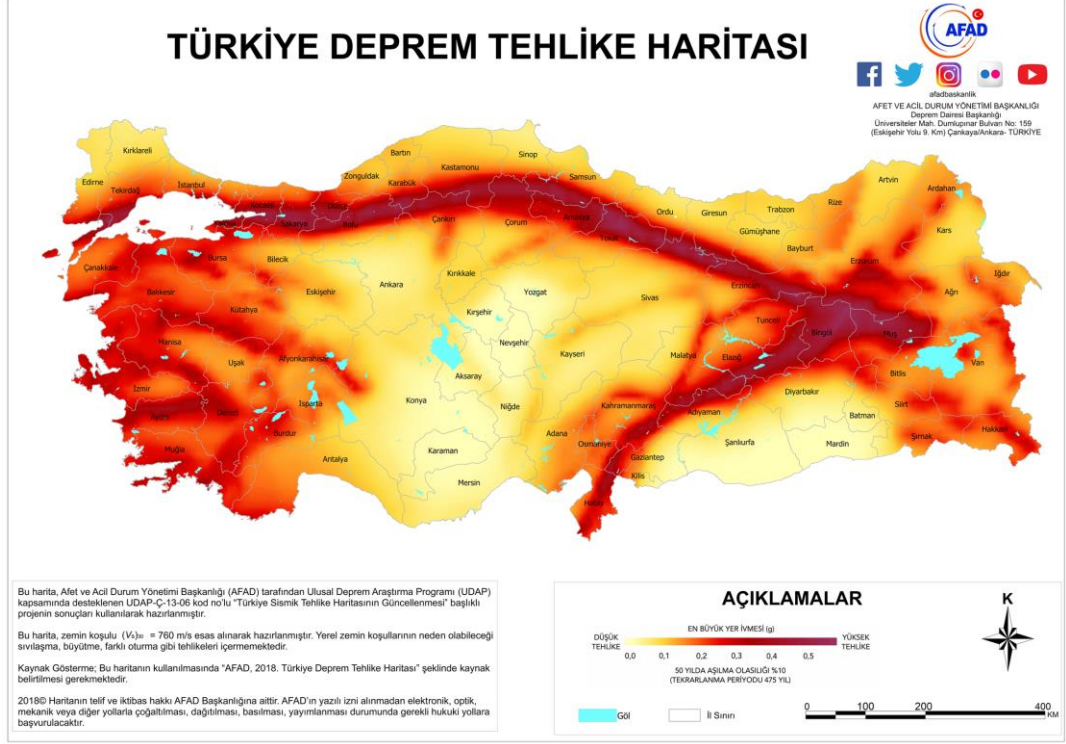 TÜRKİYE DEPREM TEHLİKE HARİTASI
AFAD
afadbaskanlik
AFET VE ACİL DURUM YÖNETİMİ BAŞKANLIĞI
Deprem Dairesi Başkanlığı
Üniversiteler Mah. Dumlupınar Bulvarı No: 159
(Eskişehir Yolu 9. Km) Çankaya/Ankara- TÜRKİYE
Kırklareli
Edirne
Tekirdağ
İstanbul
Kocaeli
Sakarya
Düzce
Bolu
Zonguldak
Bartın
Karabük
Kastamonu
Sinop
Samsun
Çankırı
Çorum
Amasya
Tokat
Ordu
Giresun
Trabzon
Rize
Artvin
Ardahan
Kars
Gümüşhane
Bayburt
Erzurum
Iğdır
Ağrı
Çanakkale
Bursa
Bilecik
Balıkesir
Kütahya
Eskişehir
Ankara
Kırıkkale
Yozgat
Sivas
Erzincan
Tunceli
Bingöl
Muş
Kırşehir
Nevşehir
Kayseri
Malatya
Elazığ
Bitlis
Van
Manisa
Uşak
Afyonkarahisar
Aksaray
Konya
Niğde
Kahramanmaraş
Adıyaman
Diyarbakır
Batman
Siirt
Şırnak
Hakkari
İzmir
Aydın
Denizli
Isparta
Burdur
Muğla
Antalya
Karaman
Mersin
Adana
Osmaniye
Gaziantep
Kilis
Hatay
Şanlıurfa
Mardin
Bu harita, Afet ve Acil Durum Yönetimi Başkanlığı (AFAD) tarafından Ulusal Deprem Araştırma Programı (UDAP)
kapsamında desteklenen UDAP-Ç-13-06 kod no'lu "Türkiye Sismik Tehlike Haritasının Güncellenmesi" başlıklı
projenin sonuçları kullanılarak hazırlanmıştır.
Bu harita, zemin koşulu (Vs)30 = 760 m/s esas alınarak hazırlanmıştır. Yerel zemin koşullarının neden olabileceği
sıvılaşma, büyütme, farklı oturma gibi tehlikeleri içermemektedir.
Kaynak Gösterme; Bu haritanın kullanılmasında "AFAD, 2018. Türkiye Deprem Tehlike Haritası" şeklinde kaynak
belirtilmesi gerekmektedir.
2018© Haritanın telif ve iktibas hakkı AFAD Başkanlığına aittir. AFAD'ın yazılı izni alınmadan elektronik, optik,
mekanik veya diğer yollarla çoğaltılması, dağıtılması, basılması, yayımlanması durumunda gerekli hukuki yollara
başvurulacaktır.
AÇIKLAMALAR
EN BÜYÜK YER İVMESİ (g)
DÜŞÜK TEHLİKE
YÜKSEK TEHLİKE
0,0 0,1 0,2 0,3 0,4 0,5
50 YILDA AŞILMA OLASILIĞI %10
(TEKRARLANMA PERİYODU 475 YIL)
Göl
İl Sınırı
K
0 100 200 400
KM